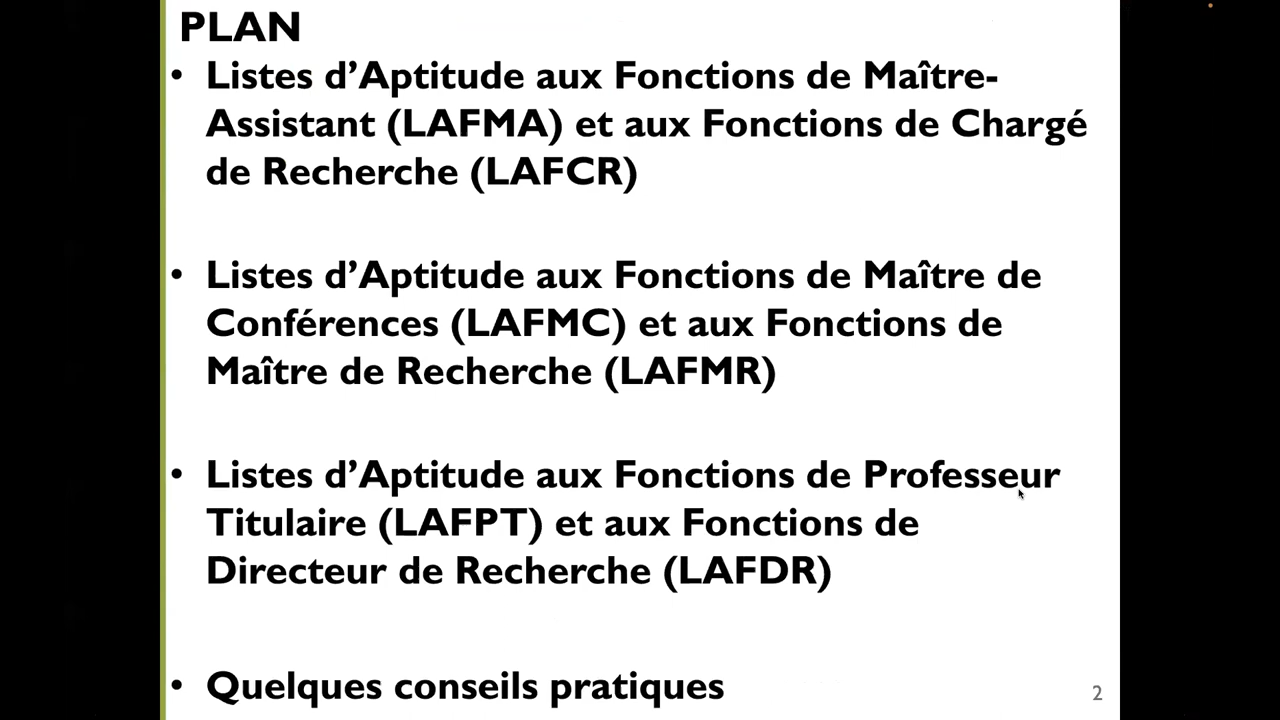 PLAN
• Listes d’Aptitude aux Fonctions de Maître-
Assistant (LAFMA) et aux Fonctions de Chargé
de Recherche (LAFCR)
• Listes d’Aptitude aux Fonctions de Maître de
Conférences (LAFMC) et aux Fonctions de
Maître de Recherche (LAFMR)
• Listes d’Aptitude aux Fonctions de Professeur
Titulaire (LAFPT) et aux Fonctions de
Directeur de Recherche (LAFDR)
• Quelques conseils pratiques
2